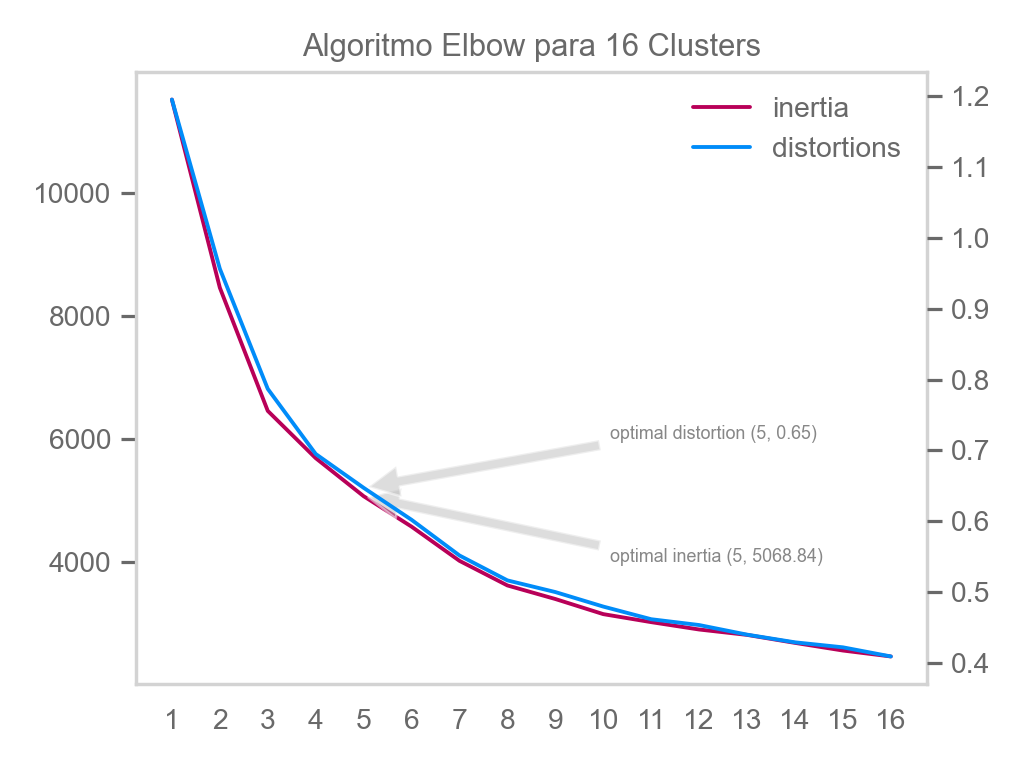 Algoritmo Elbow para 16 Clusters
inertia
distortions
10000
8000
6000
4000
1.2
1.1
1.0
0.9
0.8
0.7
0.6
0.5
0.4
optimal distortion (5, 0.65)
optimal inertia (5, 5068.84)
1 2 3 4 5 6 7 8 9 10 11 12 13 14 15 16